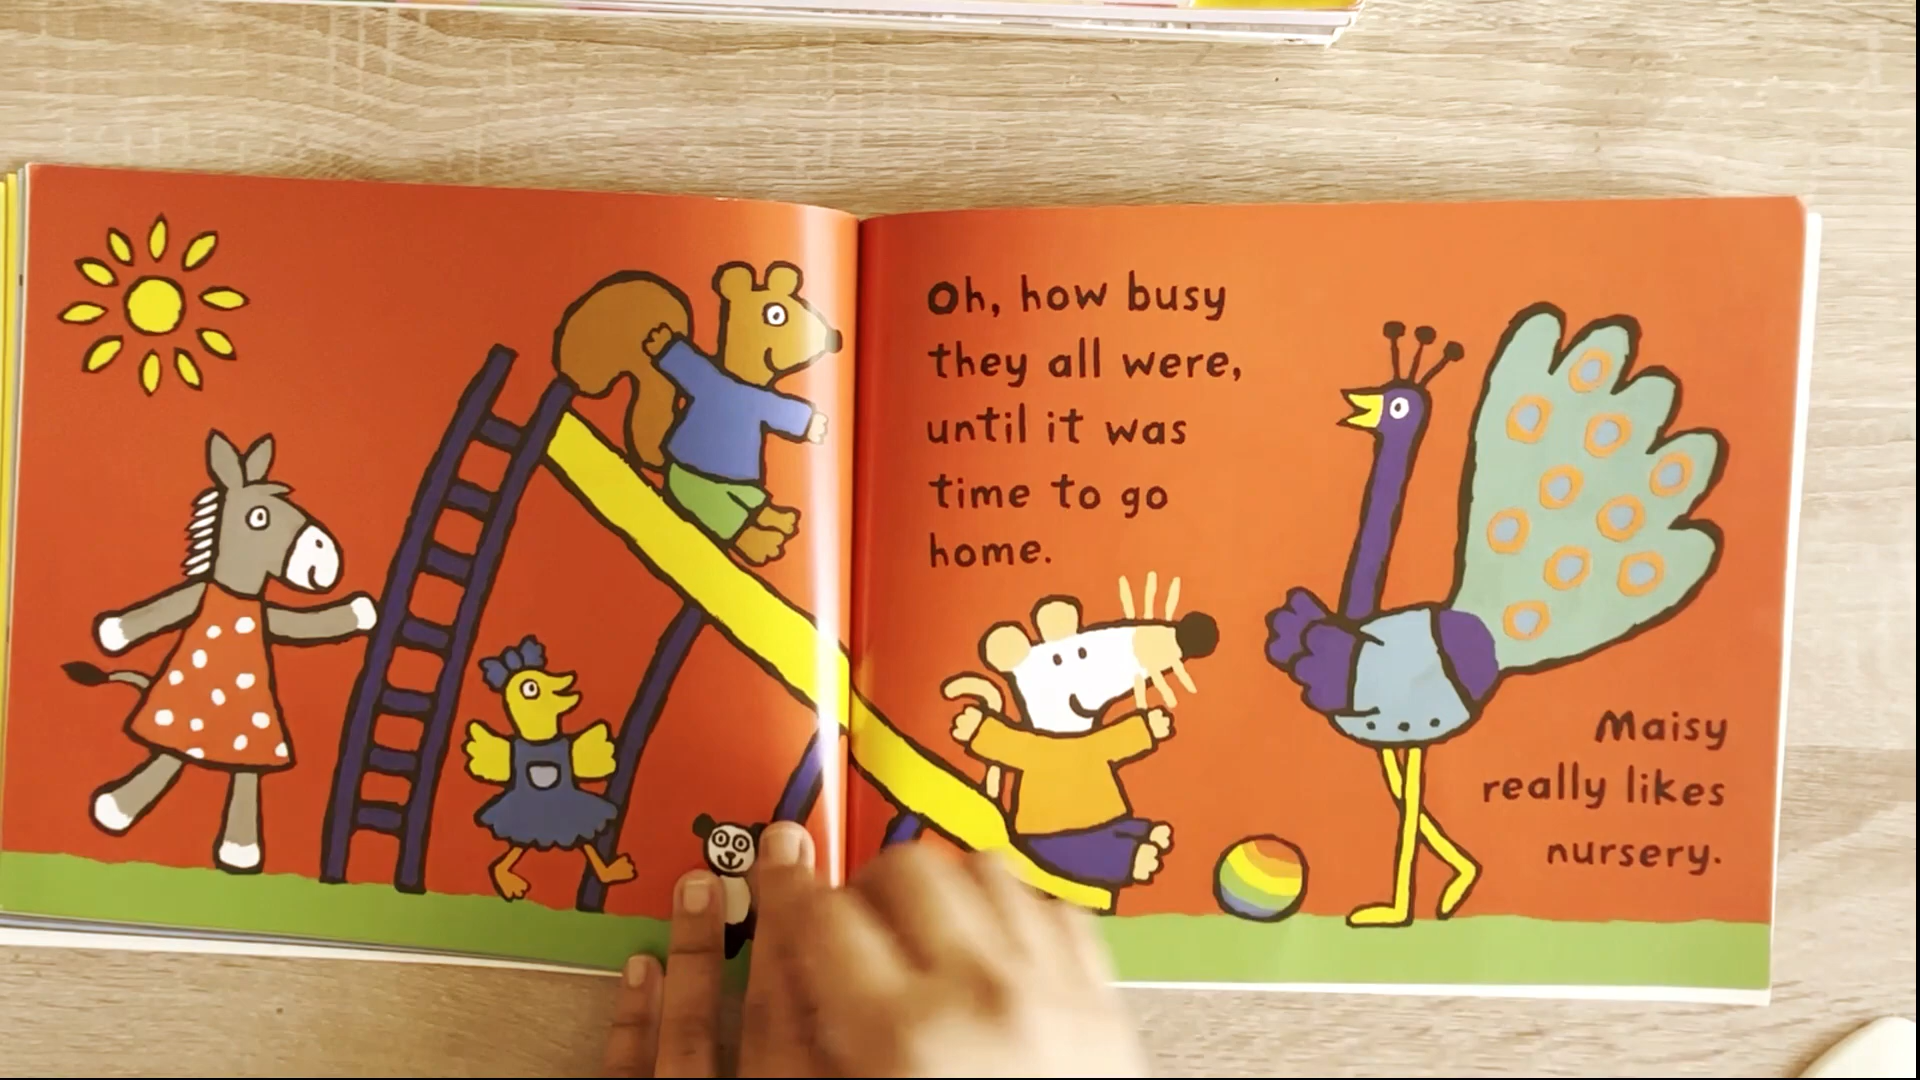 Oh, how busy
they all were,
until it was
time to go
home.
Maisy
really likes
nursery.